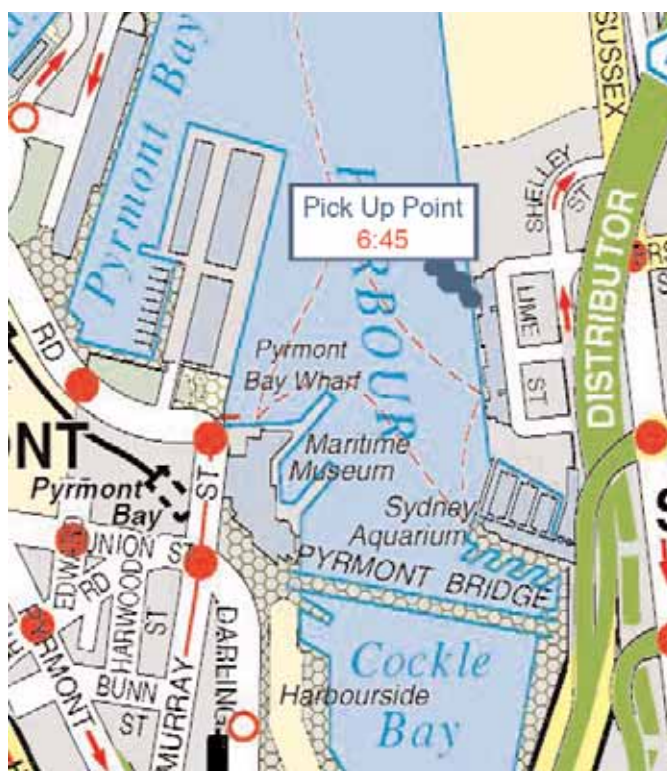 SUSSEX
Pyrmont Bay
SHELLEY
ST
Pick Up Point
6:45
RBOUR
DISTRIBUTOR
LIME
ST
RD
Pyrmont
Bay Wharf
NT
Maritime
Museum
ST
Pyrmont
Bay
Sydney
Aquarium
UNION ST
PYRMONT BRIDGE
EDWA
RD
HARWOOD
ST
PYRMONT
BUNN
ST
MURRAY
DARLING
Harbourside
Cockle
Bay